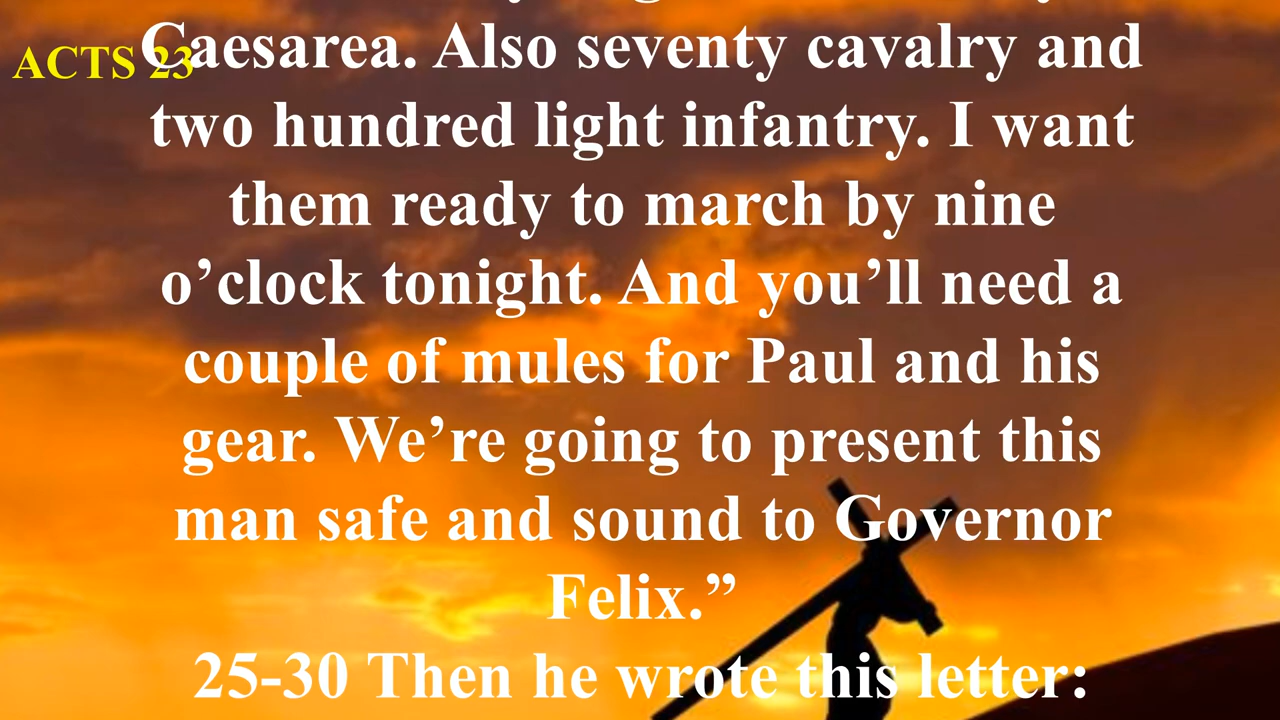 ACTS 23
Caesarea. Also seventy cavalry and
two hundred light infantry. I want
them ready to march by nine
o’clock tonight. And you’ll need a
couple of mules for Paul and his
gear. We’re going to present this
man safe and sound to Governor
Felix.”
25-30 Then he wrote this letter: